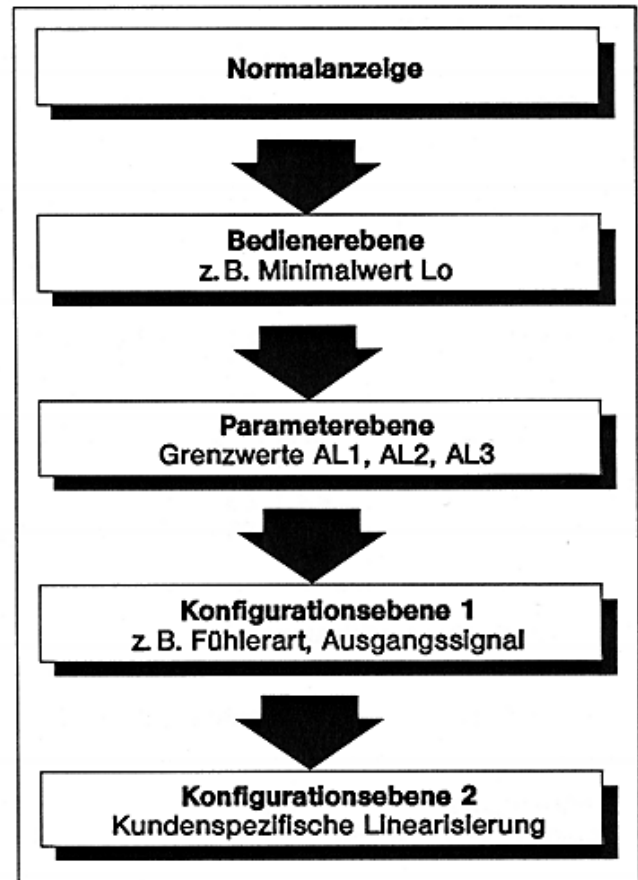 Normalanzeige
Bedienerebene
z. B. Minimalwert Lo
Parameterebene
Grenzwerte AL1, AL2, AL3
Konfigurationsebene 1
z. B. Fühlerart, Ausgangssignal
Konfigurationsebene 2
Kundenspezifische Linearisierung